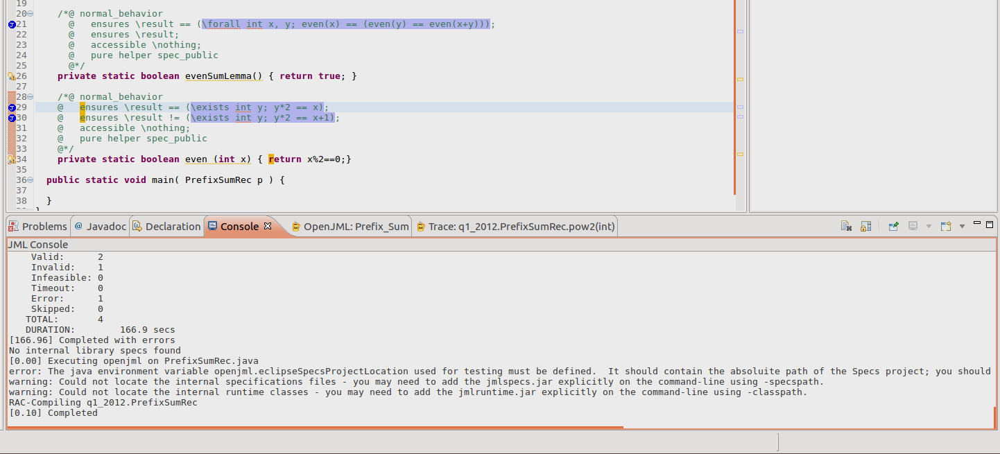 19
20 /*@ normal_behavior
21 @ ensures \result == (\forall int x, y; even(x) == (even(y) == even(x+y)));
22 @ ensures \result;
23 @ accessible \nothing;
24 @ pure helper spec_public
25 @*/
26 private static boolean evenSumLemma() { return true; }
27
28 /*@ normal_behavior
29 @ ensures \result == (\exists int y; y*2 == x);
30 @ ensures \result != (\exists int y; y*2 == x+1);
31 @ accessible \nothing;
32 @ pure helper spec_public
33 @*/
34 private static boolean even (int x) { return x%2==0;}
35
36 public static void main( PrefixSumRec p ) {
37
38 }
Problems @ Javadoc Declaration Console OpenJML: Prefix_Sum Trace: q1_2012.PrefixSumRec.pow2(int)
JML Console
Valid: 2
Invalid: 1
Infeasible: 0
Timeout: 0
Error: 1
Skipped: 0
TOTAL: 4
DURATION: 166.9 secs
[166.96] Completed with errors
No internal library specs found
[0.00] Executing openjml on PrefixSumRec.java
error: The java environment variable openjml.eclipseSpecsProjectLocation used for testing must be defined.  It should contain the absoluite path of the Specs project; you should
warning: Could not locate the internal specifications files - you may need to add the jmlspecs.jar explicitly on the command-line using -specspath.
warning: Could not locate the internal runtime classes - you may need to add the jmlruntime.jar explicitly on the command-line using -classpath.
RAC-Compiling q1_2012.PrefixSumRec
[0.10] Completed